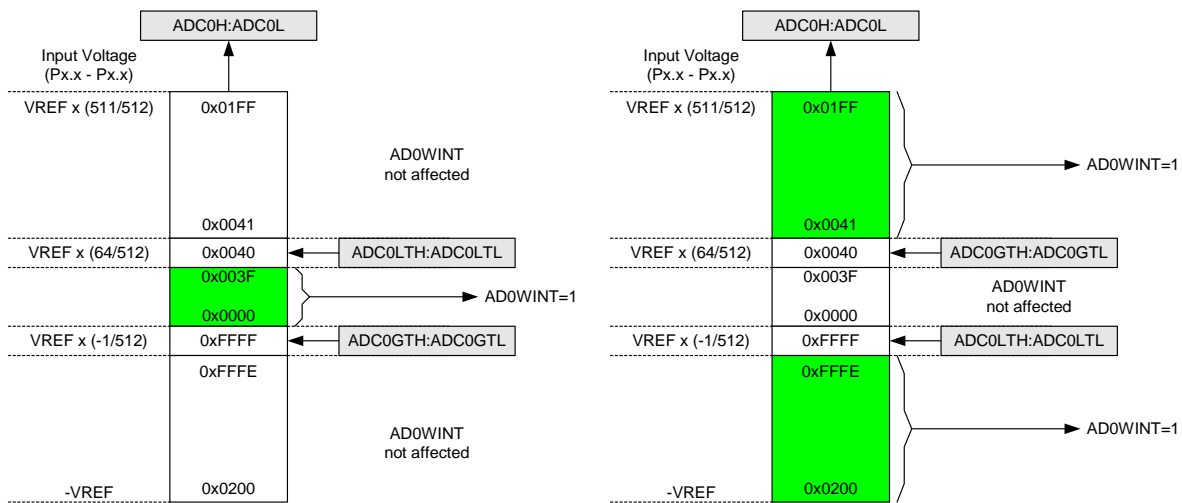 ADC0H:ADC0L
Input Voltage
(Px.x - Px.x)
VREF x (511/512)
0x01FF
AD0WINT
not affected
0x0041
VREF x (64/512)
0x0040
ADC0LTH:ADC0LTL
0x003F
AD0WINT=1
0x0000
VREF x (-1/512)
0xFFFF
ADC0GTH:ADC0GTL
0xFFFE
AD0WINT
not affected
-VREF
0x0200
ADC0H:ADC0L
Input Voltage
(Px.x - Px.x)
VREF x (511/512)
0x01FF
AD0WINT=1
0x0041
VREF x (64/512)
0x0040
ADC0GTH:ADC0GTL
0x003F
AD0WINT
not affected
0x0000
VREF x (-1/512)
0xFFFF
ADC0LTH:ADC0LTL
0xFFFE
AD0WINT=1
-VREF
0x0200